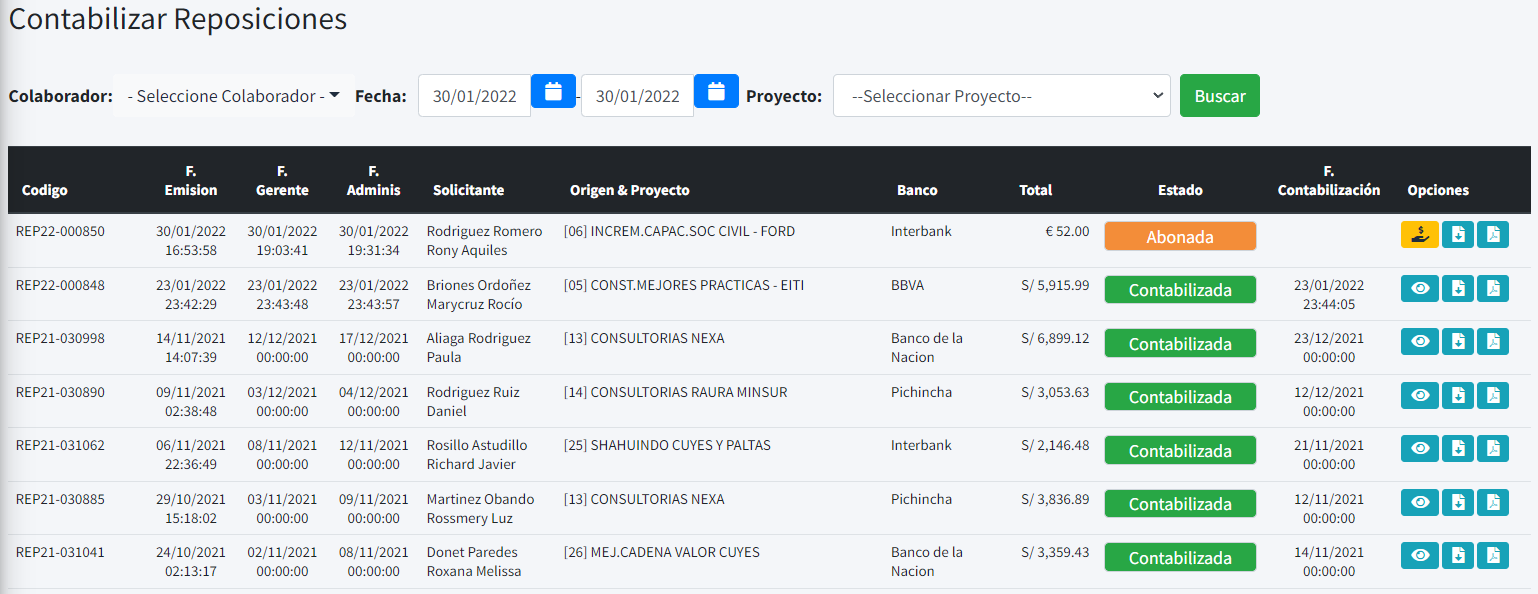 Contabilizar Reposiciones
Colaborador: - Seleccione Colaborador - Fecha: 30/01/2022 - 30/01/2022 Proyecto: --Seleccionar Proyecto-- Buscar
F. F. F. F.
Codigo Emision Gerente Adminis Solicitante Origen & Proyecto Banco Total Estado Contabilización Opciones
REP22-000850 30/01/2022 30/01/2022 30/01/2022 Rodriguez Romero [06] INCREM.CAPAC.SOC CIVIL - FORD Interbank € 52.00 Abonada
16:53:58 19:03:41 19:31:34 Rony Aquiles
REP22-000848 23/01/2022 23/01/2022 23/01/2022 Briones Ordoñez [05] CONST.MEJORES PRACTICAS - EITI BBVA S/ 5,915.99 Contabilizada 23/01/2022
23:42:29 23:43:48 23:43:57 Marycruz Rocío 23:44:05
REP21-030998 14/11/2021 12/12/2021 17/12/2021 Aliaga Rodriguez [13] CONSULTORIAS NEXA Banco de la S/ 6,899.12 Contabilizada 23/12/2021
14:07:39 00:00:00 00:00:00 Paula Nacion 00:00:00
REP21-030890 09/11/2021 03/12/2021 04/12/2021 Rodriguez Ruiz [14] CONSULTORIAS RAURA MINSUR Pichincha S/ 3,053.63 Contabilizada 12/12/2021
02:38:48 00:00:00 00:00:00 Daniel 00:00:00
REP21-031062 06/11/2021 08/11/2021 12/11/2021 Rosillo Astudillo [25] SHAHUINDO CUYES Y PALTAS Interbank S/ 2,146.48 Contabilizada 21/11/2021
22:36:49 00:00:00 00:00:00 Richard Javier 00:00:00
REP21-030885 29/10/2021 03/11/2021 09/11/2021 Martinez Obando [13] CONSULTORIAS NEXA Pichincha S/ 3,836.89 Contabilizada 12/11/2021
15:18:02 00:00:00 00:00:00 Rossmery Luz 00:00:00
REP21-031041 24/10/2021 02/11/2021 08/11/2021 Donet Paredes [26] MEJ.CADENA VALOR CUYES Banco de la S/ 3,359.43 Contabilizada 14/11/2021
02:13:17 00:00:00 00:00:00 Roxana Melissa Nacion 00:00:00